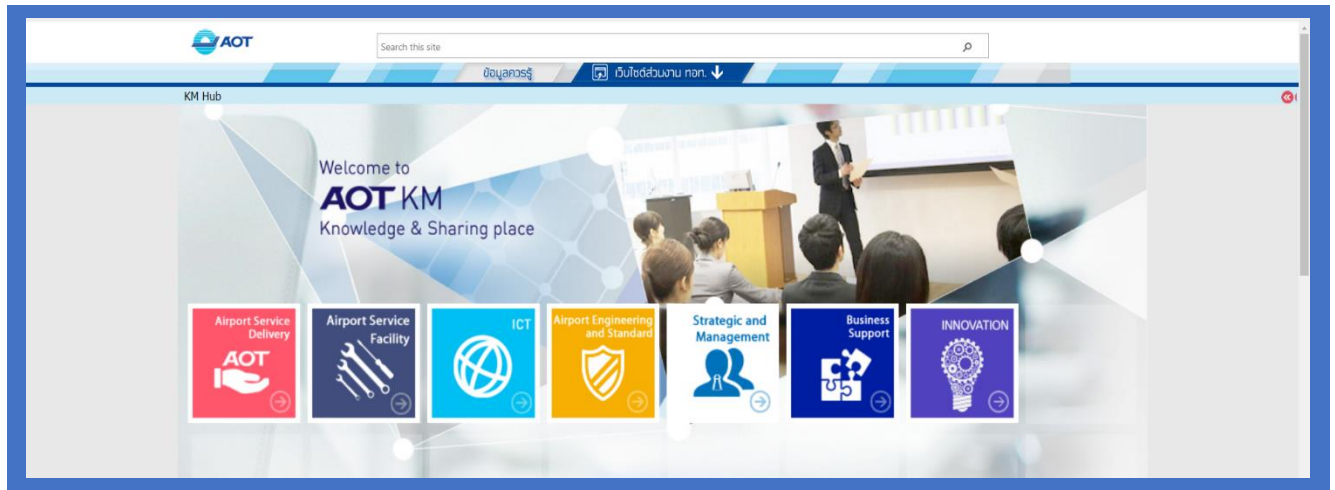 AOT
Search this site
ข้อมูลควรรู้
เว็บไซต์ส่วนงาน ทอท.
KM Hub
Welcome to
AOT KM
Knowledge & Sharing place
Airport Service
Delivery
AOT
Airport Service
Facility
ICT
Airport Engineering
and Standard
Strategic and
Management
Business
Support
INNOVATION